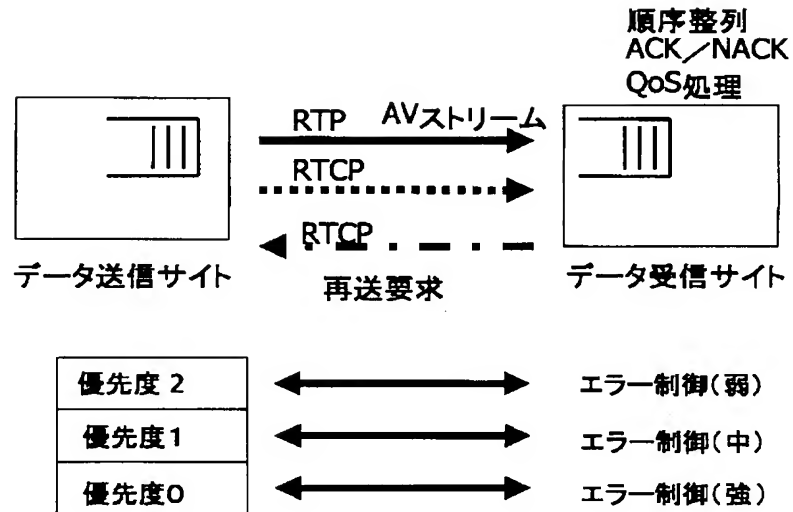 順序整列
ACK／NACK
QoS処理
RTP AVストリーム
RTCP
RTCP
データ送信サイト
再送要求
データ受信サイト
優先度 2 エラー制御(弱)
優先度1 エラー制御(中)
優先度0 エラー制御(強)